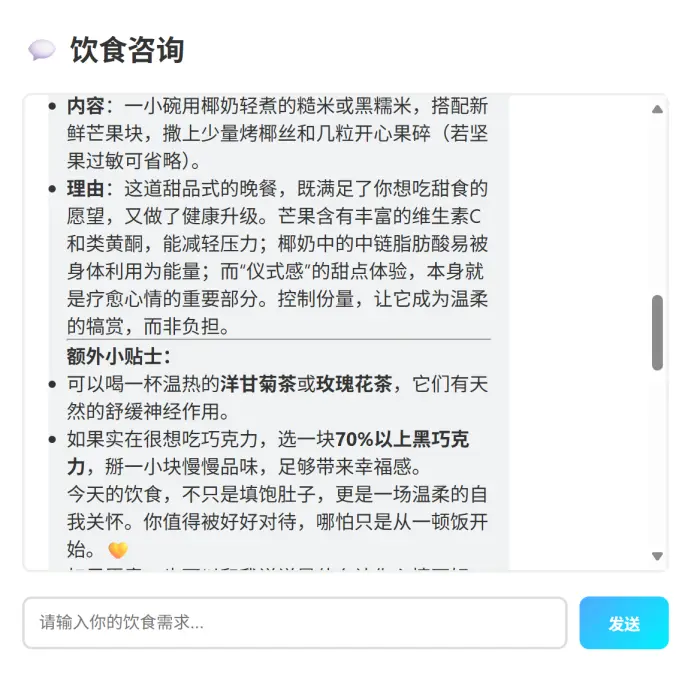 饮食咨询
内容：一小碗用椰奶轻煮的糙米或黑糯米，搭配新
鲜芒果块，撒上少量烤椰丝和几粒开心果碎（若坚
果过敏可省略）。
理由：这道甜品式的晚餐，既满足了你想吃甜食的
愿望，又做了健康升级。芒果含有丰富的维生素C
和类黄酮，能减轻压力；椰奶中的中链脂肪酸易被
身体利用为能量；而“仪式感”的甜点体验，本身就
是疗愈心情的重要部分。控制份量，让它成为温柔
的犒赏，而非负担。
额外小贴士：
可以喝一杯温热的洋甘菊茶或玫瑰花茶，它们有天
然的舒缓神经作用。
如果实在很想吃巧克力，选一块70%以上黑巧克
力，掰一小块慢慢品味，足够带来幸福感。
今天的饮食，不只是填饱肚子，更是一场温柔的自
我关怀。你值得被好好对待，哪怕只是从一顿饭开
始。🧡
请输入你的饮食需求...
发送